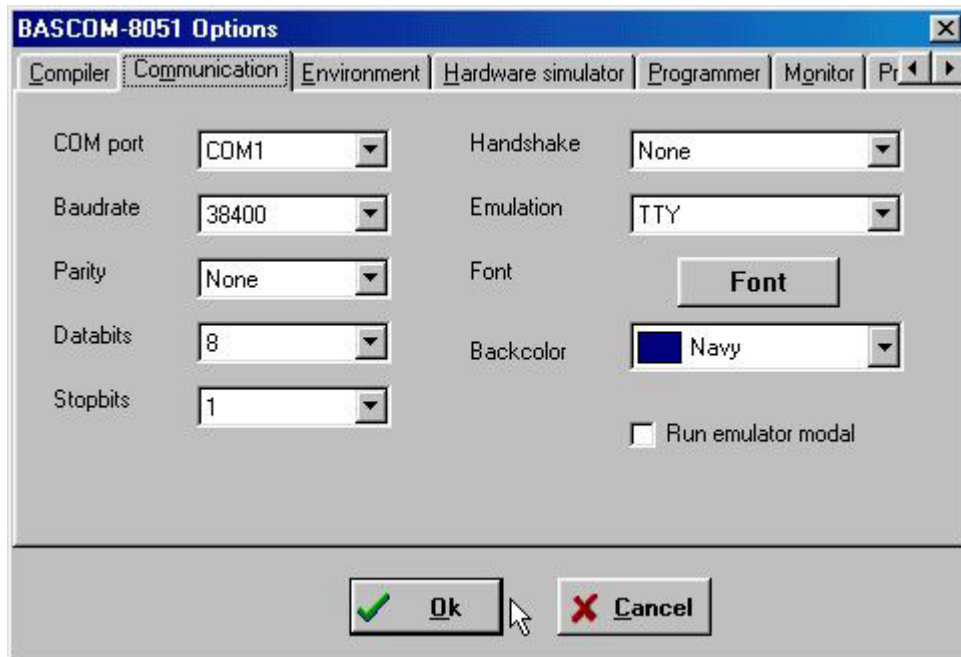 BASCOM-8051 Options
Compiler Communication Environment Hardware simulator Programmer Monitor Pr
COM port COM1 Handshake None
Baudrate 38400 Emulation TTY
Parity None Font Font
Databits 8 Backcolor Navy
Stopbits 1
Run emulator modal
Ok Cancel